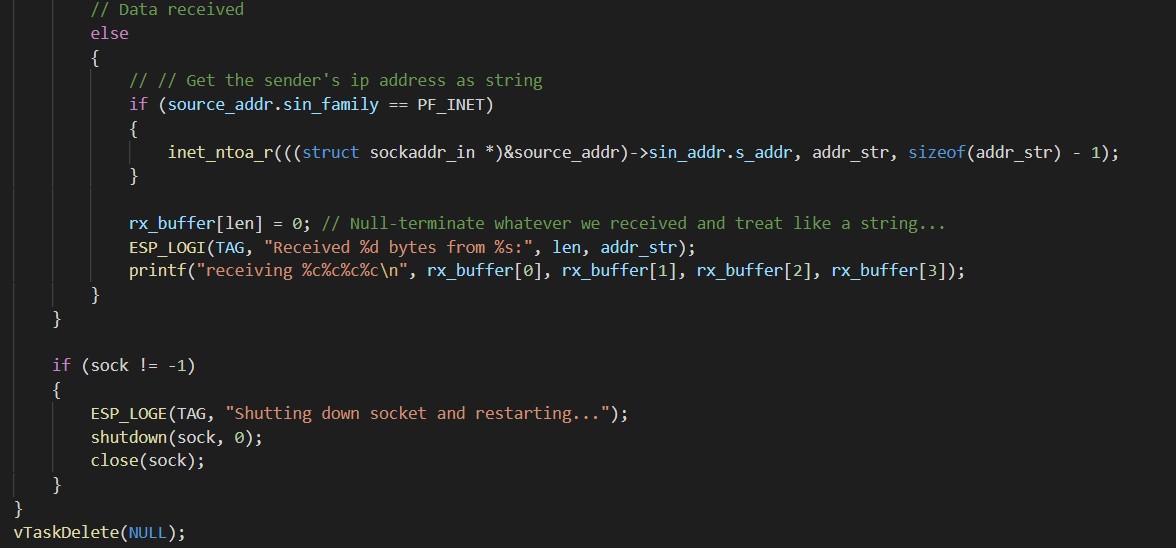 // Data received
else
{
// // Get the sender's ip address as string
if (source_addr.sin_family == PF_INET)
{
inet_ntoa_r(((struct sockaddr_in *)&source_addr)->sin_addr.s_addr, addr_str, sizeof(addr_str) - 1);
}
rx_buffer[len] = 0; // Null-terminate whatever we received and treat like a string...
ESP_LOGI(TAG, "Received %d bytes from %s:", len, addr_str);
printf("receiving %c%c%c%c\n", rx_buffer[0], rx_buffer[1], rx_buffer[2], rx_buffer[3]);
}
}
if (sock != -1)
{
ESP_LOGE(TAG, "Shutting down socket and restarting...");
shutdown(sock, 0);
close(sock);
}
}
vTaskDelete(NULL);